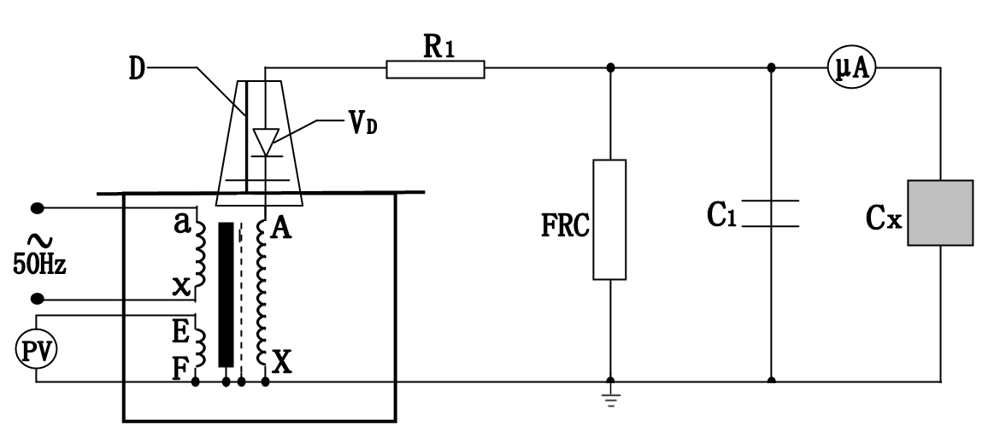 R1
D
VD
μA
a
A
FRC
C1
Cx
~
50Hz
x
E
PV
F
X